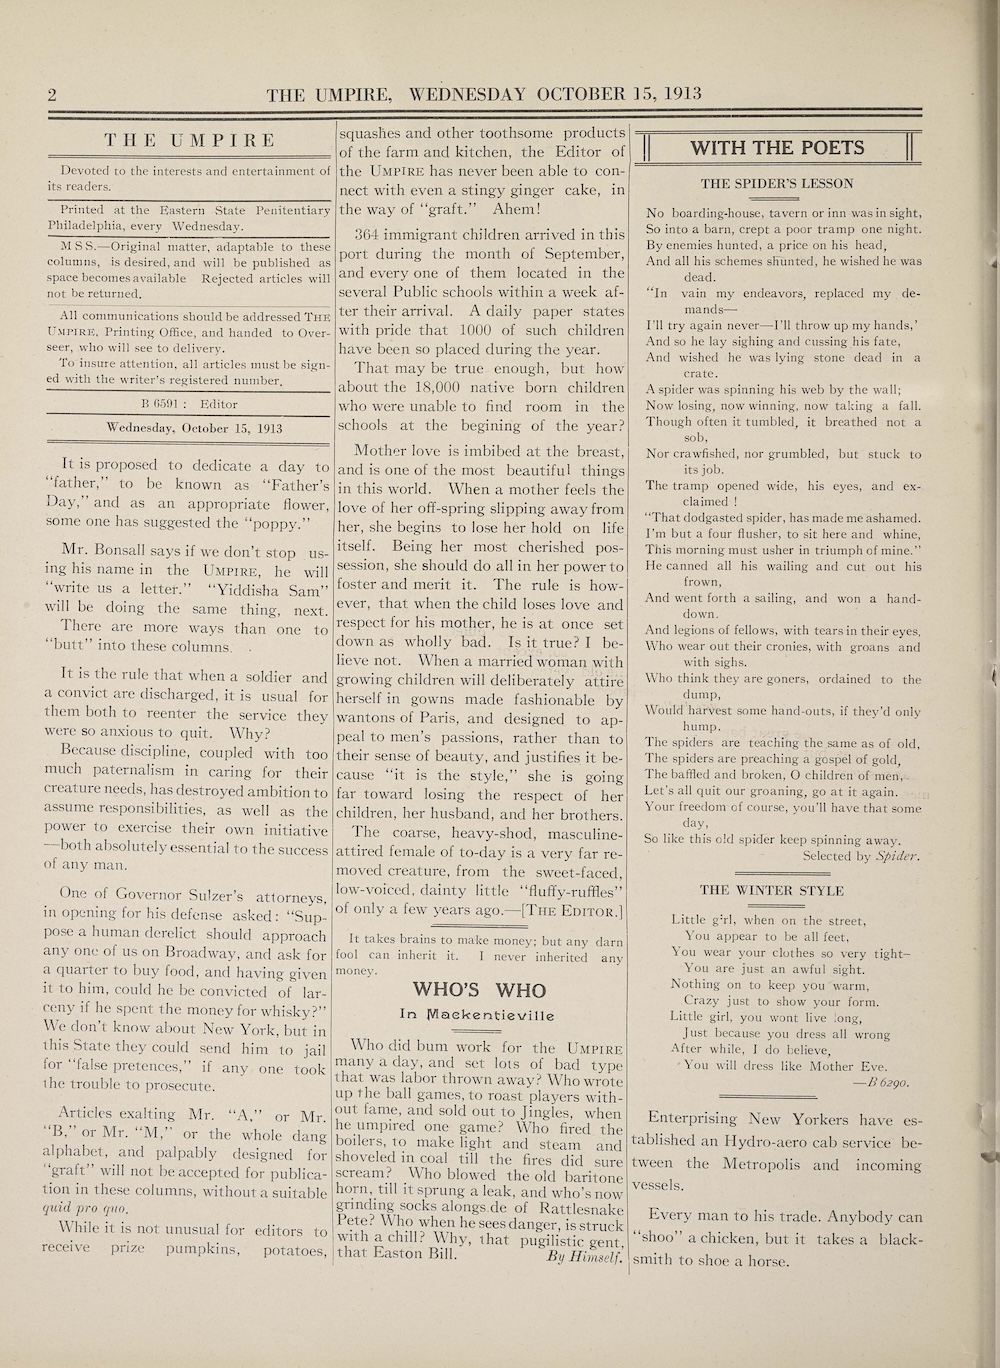 2
THE UMPIRE, WEDNESDAY OCTOBER 15, 1913
THE UMPIRE
Devoted to the interests and entertainment of
its readers.
Printed at the Eastern State Penitentiary
Philadelphia, every Wednesday.
M S S.—Original matter, adaptable to these
columns, is desired, and will be published as
space becomes available Rejected articles will
not be returned.
All communications should be addressed THE
UMPIRE, Printing Office, and handed to Over-
seer, who will see to delivery.
To insure attention, all articles must be sign-
ed with the writer's registered number.
B 6591 : Editor
Wednesday, October 15, 1913
It is proposed to dedicate a day to
“father,” to be known as “Father's
Day,” and as an appropriate flower,
some one has suggested the “poppy.”
Mr. Bonsall says if we don't stop us-
ing his name in the UMPIRE, he will
“write us a letter.” “Yiddisha Sam”
will be doing the same thing, next.
There are more ways than one to
“butt” into these columns.
It is the rule that when a soldier and
a convict are discharged, it is usual for
them both to reenter the service they
were so anxious to quit. Why?
Because discipline, coupled with too
much paternalism in caring for their
creature needs, has destroyed ambition to
assume responsibilities, as well as the
power to exercise their own initiative
—both absolutely essential to the success
of any man.
One of Governor Sulzer's attorneys,
in opening for his defense asked: “Sup-
pose a human derelict should approach
any one of us on Broadway, and ask for
a quarter to buy food, and having given
it to him, could he be convicted of lar-
ceny if he spent the money for whisky?”
We don't know about New York, but in
this State they could send him to jail
for “false pretences,” if any one took
the trouble to prosecute.
Articles exalting Mr. “A,” or Mr.
“B,” or Mr. “M,” or the whole dang
alphabet, and palpably designed for
“graft” will not be accepted for publica-
tion in these columns, without a suitable
quid pro quo.
While it is not unusual for editors to
receive prize pumpkins, potatoes,
squashes and other toothsome products
of the farm and kitchen, the Editor of
the UMPIRE has never been able to con-
nect with even a stingy ginger cake, in
the way of “graft.” Ahem!
364 immigrant children arrived in this
port during the month of September,
and every one of them located in the
several Public schools within a week af-
ter their arrival. A daily paper states
with pride that 1000 of such children
have been so placed during the year.
That may be true enough, but how
about the 18,000 native born children
who were unable to find room in the
schools at the begining of the year?
Mother love is imbibed at the breast,
and is one of the most beautiful things
in this world. When a mother feels the
love of her off-spring slipping away from
her, she begins to lose her hold on life
itself. Being her most cherished pos-
session, she should do all in her power to
foster and merit it. The rule is how-
ever, that when the child loses love and
respect for his mother, he is at once set
down as wholly bad. Is it true? I be-
lieve not. When a married woman with
growing children will deliberately attire
herself in gowns made fashionable by
wantons of Paris, and designed to ap-
peal to men's passions, rather than to
their sense of beauty, and justifies it be-
cause “it is the style,” she is going
far toward losing the respect of her
children, her husband, and her brothers.
The coarse, heavy-shod, masculine-
attired female of to-day is a very far re-
moved creature, from the sweet-faced,
low-voiced, dainty little “fluffy-ruffles”
of only a few years ago.—[THE EDITOR.]
It takes brains to make money; but any darn
fool can inherit it. I never inherited any
money.
WHO'S WHO
In Mackentieville
Who did bum work for the UMPIRE
many a day, and set lots of bad type
that was labor thrown away? Who wrote
up the ball games, to roast players with-
out fame, and sold out to Jingles, when
he umpired one game? Who fired the
boilers, to make light and steam and
shoveled in coal till the fires did sure
scream? Who blowed the old baritone
horn, till it sprung a leak, and who's now
grinding socks alongs.de of Rattlesnake
Pete? Who when he sees danger, is struck
with a chill? Why, that pugilistic gent,
that Easton Bill.” By Himself.
WITH THE POETS
THE SPIDER'S LESSON
No boarding-house, tavern or inn was in sight,
So into a barn, crept a poor tramp one night.
By enemies hunted, a price on his head,
And all his schemes shunted, he wished he was
dead.
“In vain my endeavors, replaced my de-
mands—
I'll try again never—I'll throw up my hands,'
And so he lay sighing and cussing his fate,
And wished he was lying stone dead in a
crate.
A spider was spinning his web by the wall;
Now losing, now winning, now taking a fall.
Though often it tumbled, it breathed not a
sob,
Nor crawfished, nor grumbled, but stuck to
its job.
The tramp opened wide, his eyes, and ex-
claimed !
“That dodgasted spider, has made me ashamed.
I'm but a four flusher, to sit here and whine,
This morning must usher in triumph of mine.”
He canned all his wailing and cut out his
frown,
And went forth a sailing, and won a hand-
down.
And legions of fellows, with tears in their eyes,
Who wear out their cronies, with groans and
with sighs.
Who think they are goners, ordained to the
dump,
Would harvest some hand-outs, if they'd only
hump.
The spiders are teaching the same as of old,
The spiders are preaching a gospel of gold,
The baffled and broken, O children of men,
Let's all quit our groaning, go at it again.
Your freedom of course, you'll have that some
day,
So like this old spider keep spinning away.
Selected by Spider.
THE WINTER STYLE
Little g'rl, when on the street,
You appear to be all feet,
You wear your clothes so very tight—
You are just an awful sight.
Nothing on to keep you warm,
Crazy just to show your form.
Little girl, you wont live long,
Just because you dress all wrong
After while, I do believe,
You will dress like Mother Eve.
—B 6290.
Enterprising New Yorkers have es-
tablished an Hydro-aero cab service be-
tween the Metropolis and incoming
vessels.
Every man to his trade. Anybody can
“shoo” a chicken, but it takes a black-
smith to shoe a horse.